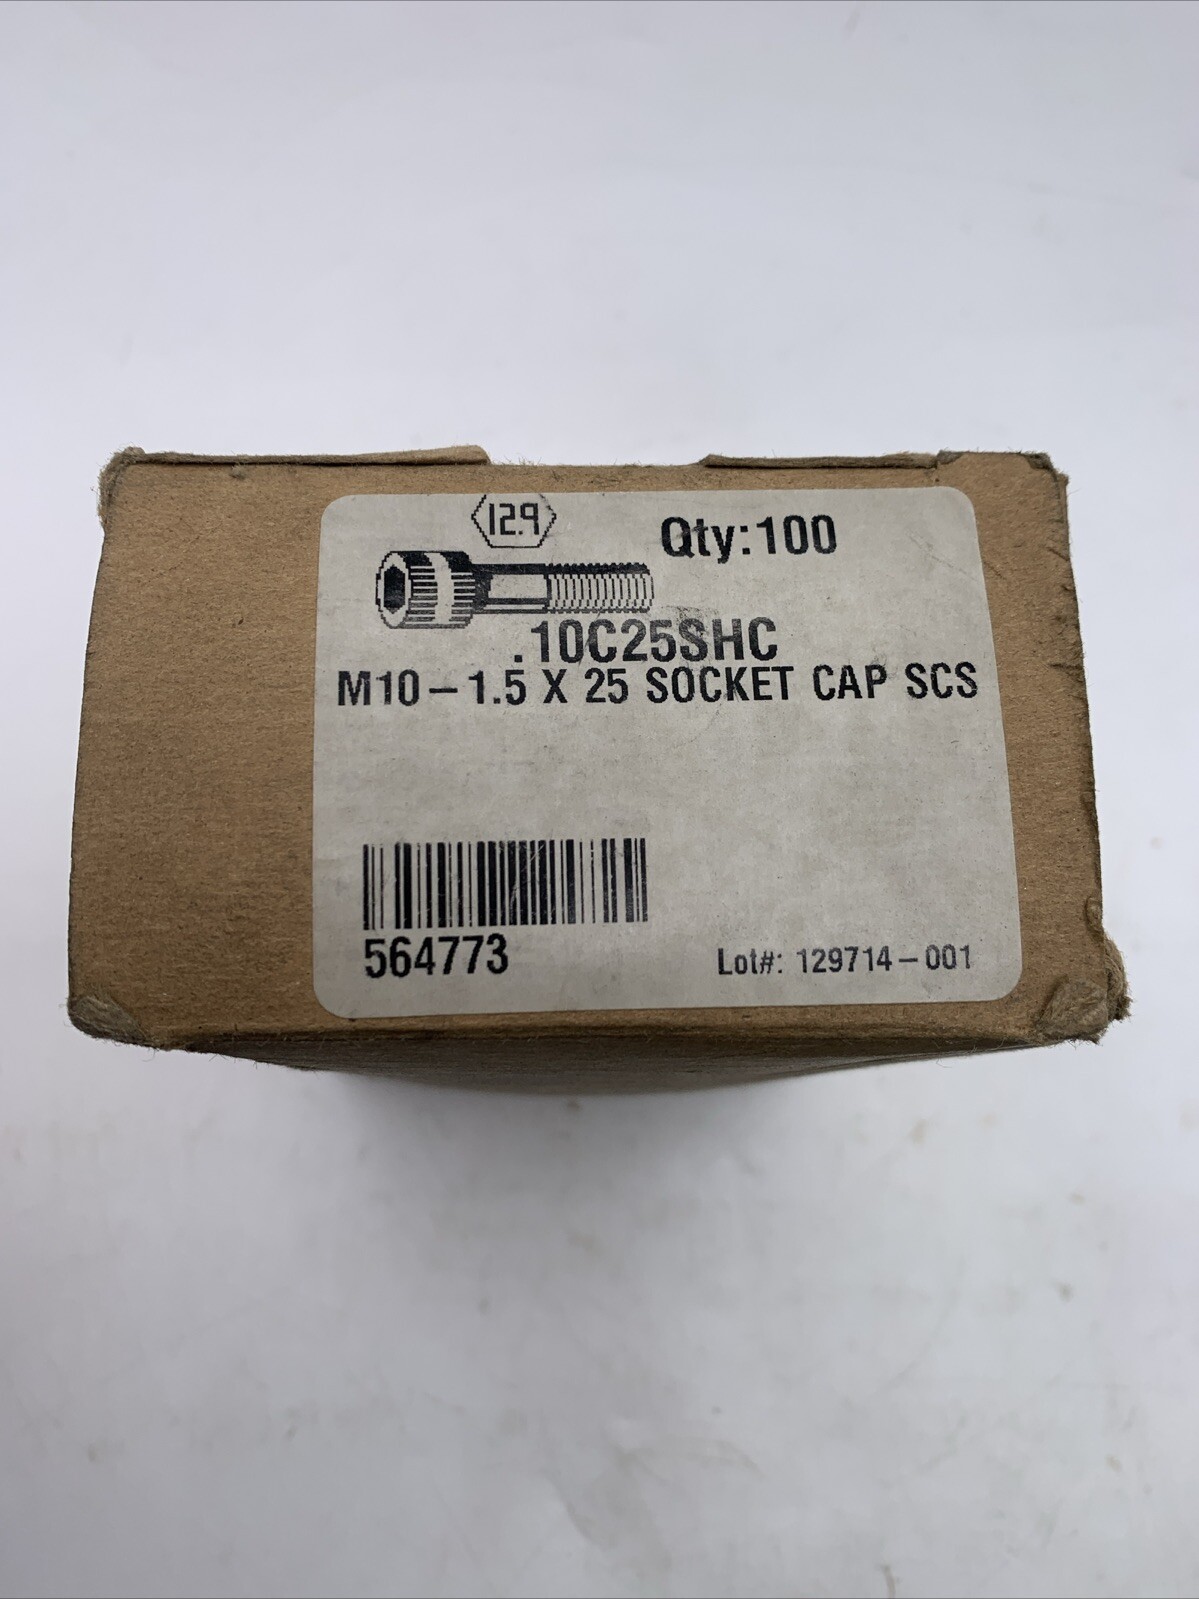 12.9
Qty:100
.10C25SHC
M10-1.5 X 25 SOCKET CAP SCS
564773
Lot#: 129714-001